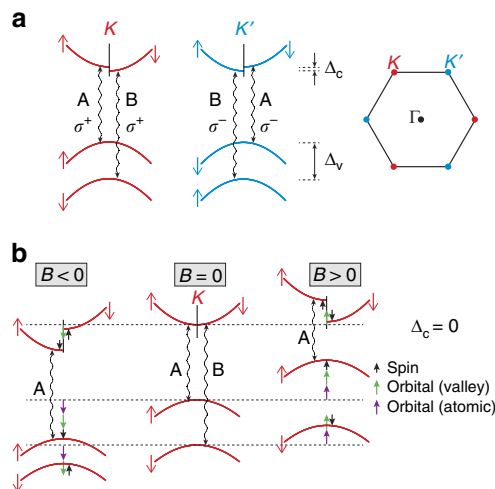 a
K
K′
Δc
A
B
B
A
σ+
σ+
σ−
σ−
Δv
K
K′
Γ
b
B < 0
B = 0
B > 0
K
Δc = 0
A
A
B
A
Spin
Orbital (valley)
Orbital (atomic)